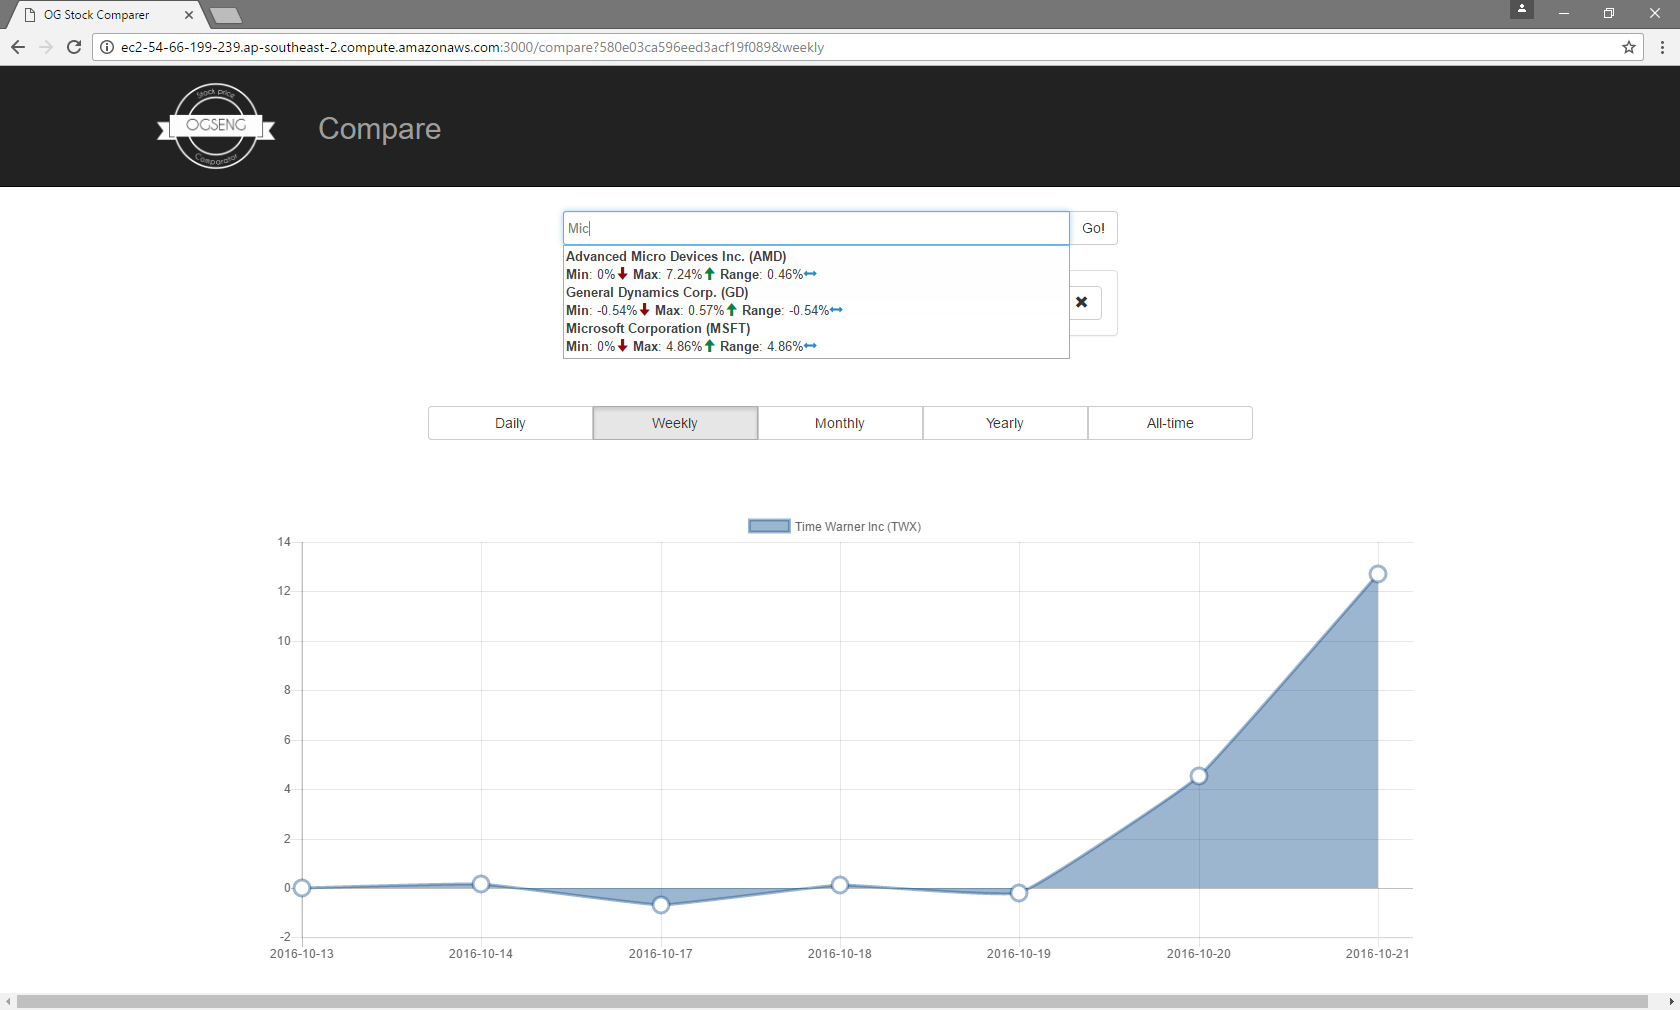 OG Stock Comparer
ec2-54-66-199-239.ap-southeast-2.compute.amazonaws.com:3000/compare?580e03ca596eed3acf19f089&weekly
Stock price
OGSENG
Comparator
Compare
Mic
Go!
Advanced Micro Devices Inc. (AMD)
Min: 0% Max: 7.24% Range: 0.46%
General Dynamics Corp. (GD)
Min: -0.54% Max: 0.57% Range: -0.54%
Microsoft Corporation (MSFT)
Min: 0% Max: 4.86% Range: 4.86%
Daily Weekly Monthly Yearly All-time
Time Warner Inc (TWX)
14
12
10
8
6
4
2
0
-2
2016-10-13 2016-10-14 2016-10-17 2016-10-18 2016-10-19 2016-10-20 2016-10-21